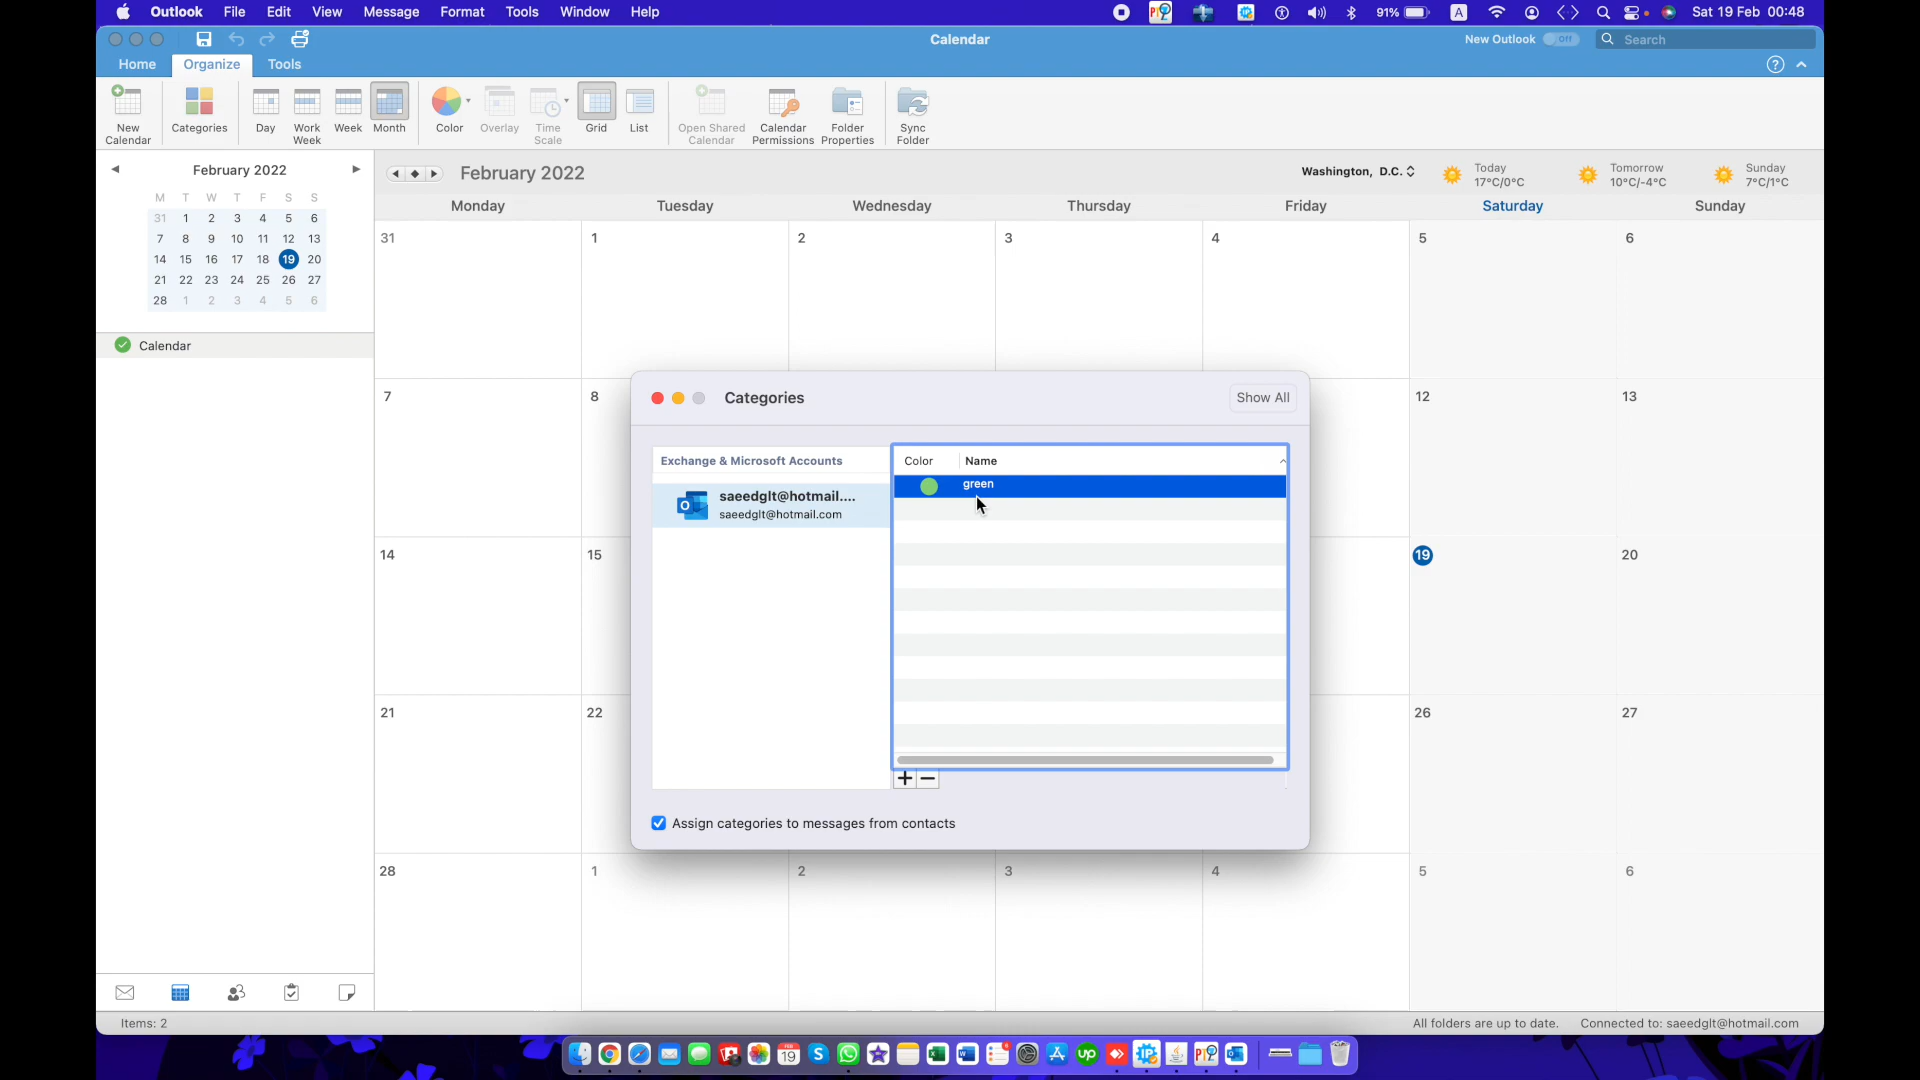 Outlook File Edit View Message Format Tools Window Help 91% A Sat 19 Feb 00:48
Calendar New Outlook Off Search
Home Organize Tools ?
New Calendar Categories Day Work Week Week Month Color Overlay Time Scale Grid List Open Shared Calendar Calendar Permissions Folder Properties Sync Folder
February 2022
M T W T F S S
31 1 2 3 4 5 6
7 8 9 10 11 12 13
14 15 16 17 18 19 20
21 22 23 24 25 26 27
28 1 2 3 4 5 6
Calendar
February 2022 Washington, D.C. Today 17°C/0°C Tomorrow 10°C/-4°C Sunday 7°C/1°C
Monday Tuesday Wednesday Thursday Friday Saturday Sunday
31 1 2 3 4 5 6
7 8 12 13
14 15 19 20
21 22 26 27
28 1 2 3 4 5 6
Categories Show All
Exchange & Microsoft Accounts
saeedglt@hotmail....
saeedglt@hotmail.com
Color Name
green
+ −
Assign categories to messages from contacts
Items: 2 All folders are up to date. Connected to: saeedglt@hotmail.com
FEB 19